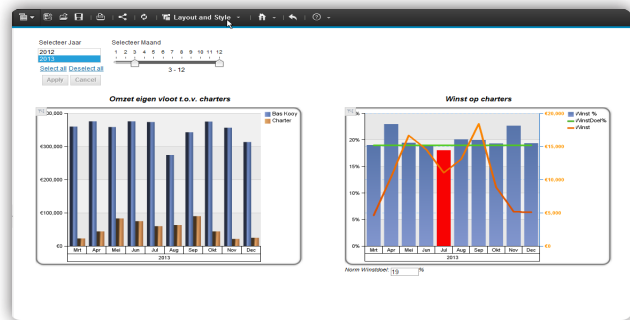 Layout and Style
Selecteer Jaar
Selecteer Maand
2012
2013
1 2 3 4 5 6 7 8 9 10 11 12
Select all Deselect all
3 - 12
Apply Cancel
Omzet eigen vloot t.o.v. charters
Bas Kooy
Charter
€300,000
€200,000
€100,000
€0
Mrt Apr Mei Jun Jul Aug Sep Okt Nov Dec
2013
Winst op charters
Winst %
WinstDoel%
Winst
20%
15%
10%
5%
0%
€20,000
€15,000
€10,000
€5,000
€0
Mrt Apr Mei Jun Jul Aug Sep Okt Nov Dec
2013
Norm Winstdoel: 19 %